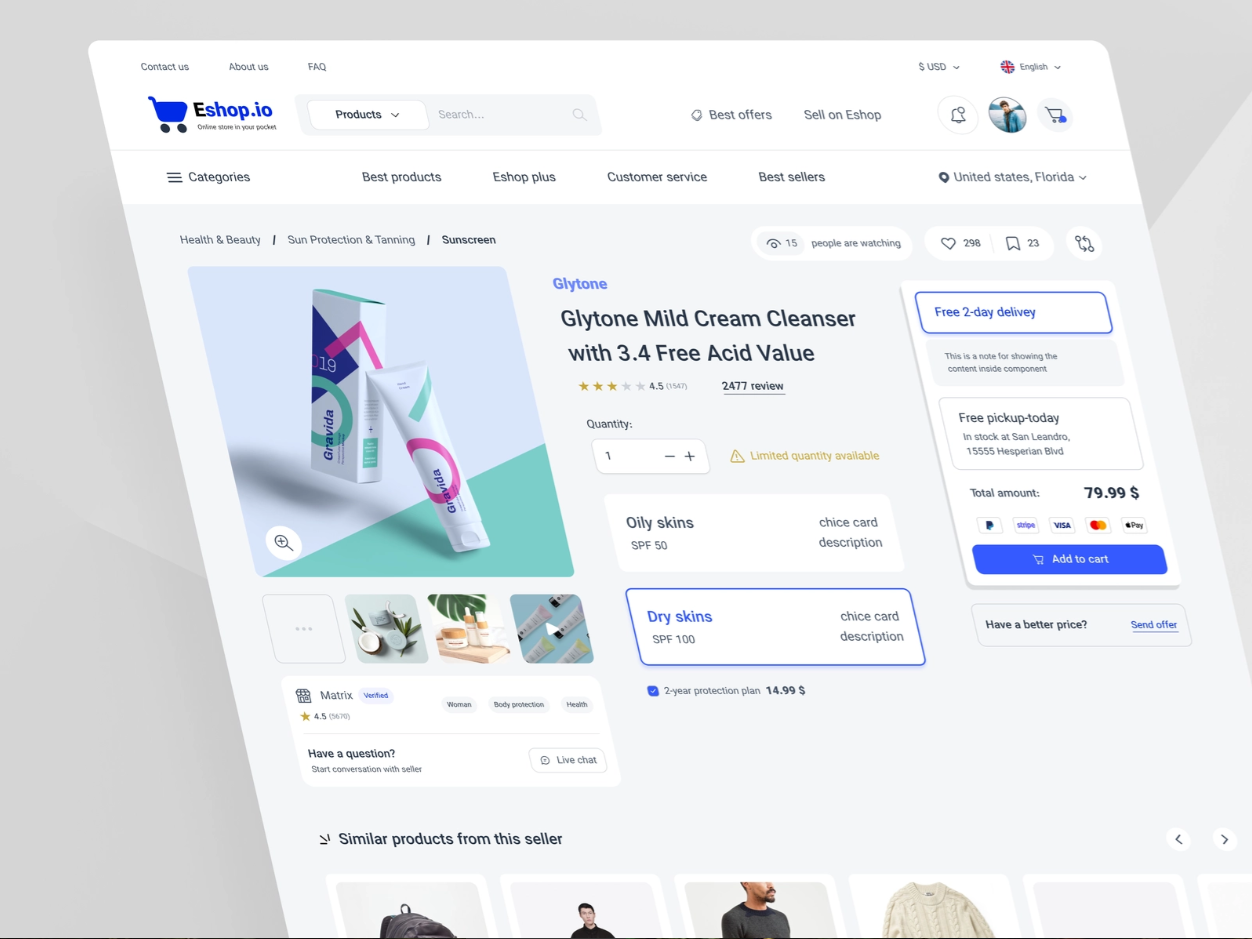 Contact us
About us
FAQ
$ USD
English
Eshop.io
Online store in your pocket
Products
Search...
Best offers
Sell on Eshop
Categories
Best products
Eshop plus
Customer service
Best sellers
United states, Florida
Health & Beauty / Sun Protection & Tanning / Sunscreen
15 people are watching
298
23
Glytone
Glytone Mild Cream Cleanser
with 3.4 Free Acid Value
4.5 (1547)
2477 review
Quantity:
1
Limited quantity available
Oily skins
SPF 50
chice card
description
Dry skins
SPF 100
chice card
description
2-year protection plan 14.99 $
Free 2-day delivey
This is a note for showing the
content inside component
Free pickup-today
In stock at San Leandro,
15555 Hesperian Blvd
Total amount:
79.99 $
stripe
VISA
Pay
Add to cart
Have a better price?
Send offer
019
Gravida
Gravida
Matrix
Verified
4.5 (5670)
Woman
Body protection
Health
Have a question?
Start conversation with seller
Live chat
Similar products from this seller